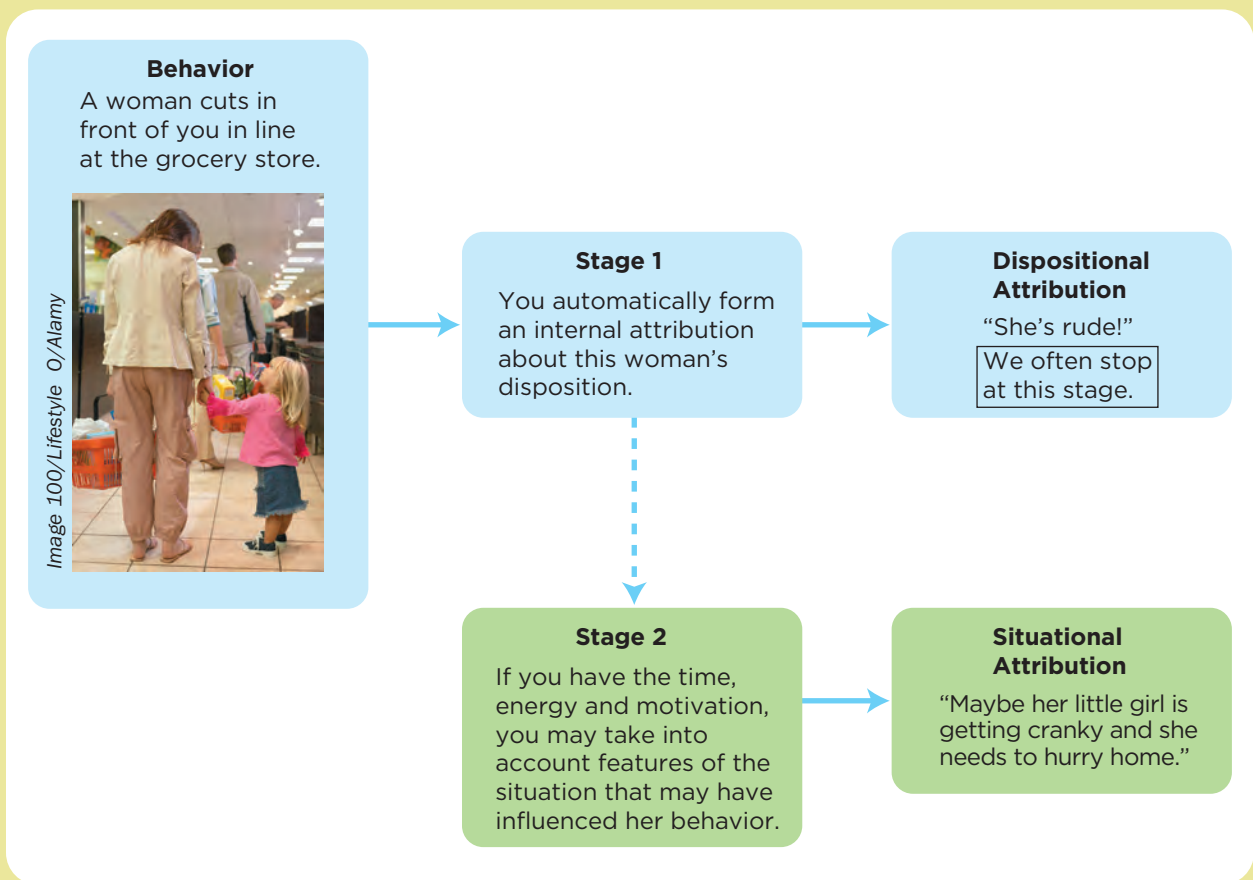 Behavior
A woman cuts in
front of you in line
at the grocery store.
Image 100/Lifestyle O/Alamy
Stage 1
You automatically form
an internal attribution
about this woman's
disposition.
Dispositional
Attribution
“She's rude!”
We often stop
at this stage.
Stage 2
If you have the time,
energy and motivation,
you may take into
account features of the
situation that may have
influenced her behavior.
Situational
Attribution
“Maybe her little girl is
getting cranky and she
needs to hurry home.”